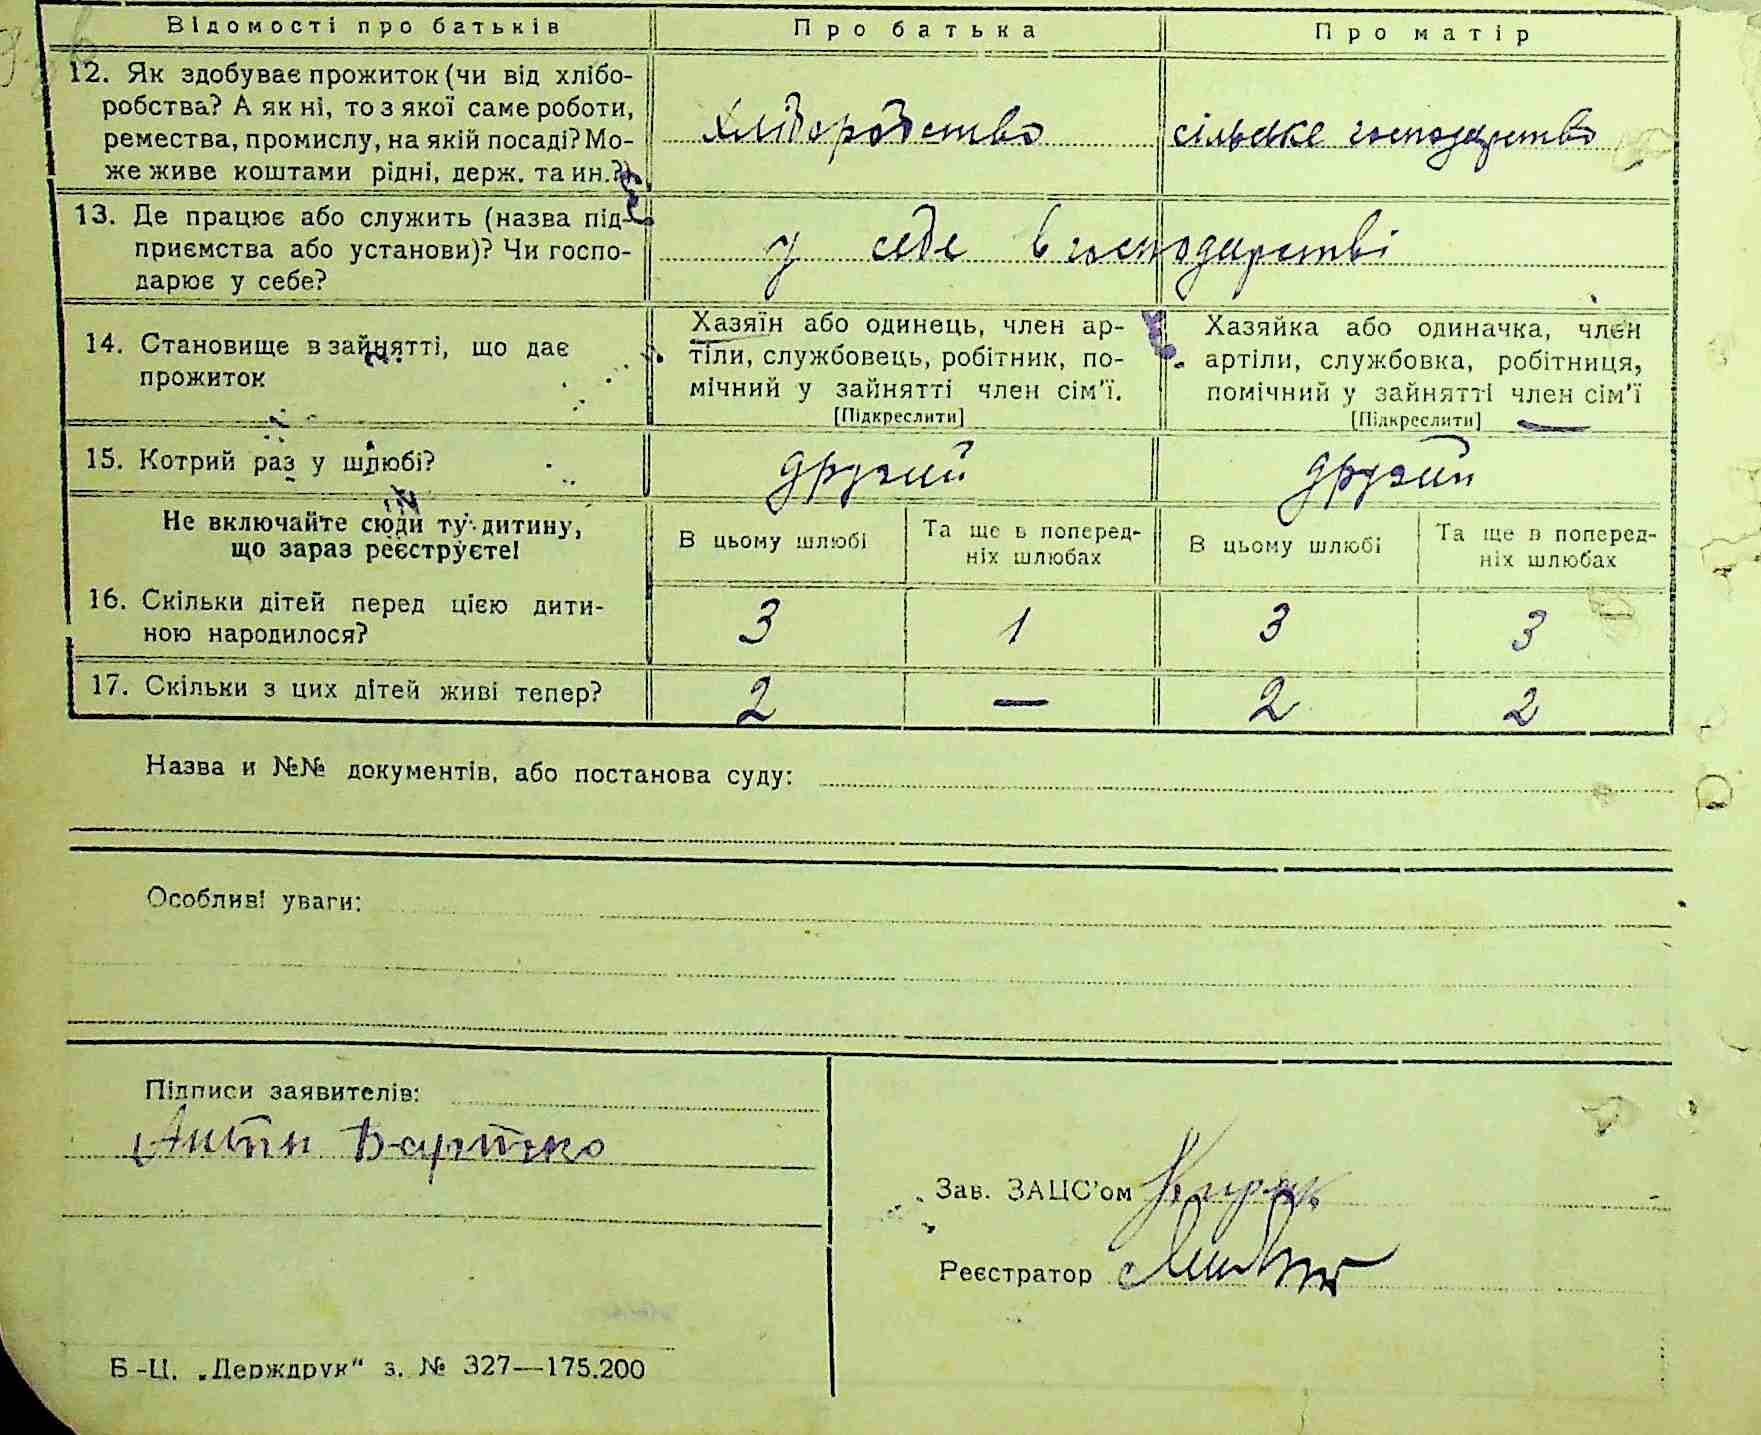 Відомості про батьків Про батька Про матір
12. Як здобуває прожиток (чи від хлібо-
робства? А як ні, то з якої саме роботи,
ремества, промислу, на якій посаді? Мо-
же живе коштами рідні, держ. та ин.?)
хліборобство сільске господарство
13. Де працює або служить (назва під-
приємства або установи)? Чи госпо-
дарює у себе?
у себе в господарстві
14. Становище в зайнятті, що дає
прожиток
Хазяїн або одинець, член ар-
тіли, службовець, робітник, по-
мічний у зайнятті член сім'ї.
[Підкреслити]
Хазяйка або одиначка, член
артіли, службовка, робітниця,
помічний у зайнятті член сім'ї
[Підкреслити]
15. Котрий раз у шлюбі? другий другий
Не включайте сюди ту дитину,
що зараз реєструєте!
В цьому шлюбі
Та ще в поперед-
ніх шлюбах
В цьому шлюбі
Та ще в поперед-
ніх шлюбах
16. Скільки дітей перед цією дити-
ною народилося?
3 1 3 3
17. Скільки з цих дітей живі тепер? 2 — 2 2
Назва и №№ документів, або постанова суду:
Особливі уваги:
Підписи заявителів:
Антін
Зав. ЗАЦС'ом
Реєстратор
Б-Ц. „Держдрук" з. № 327—175.200